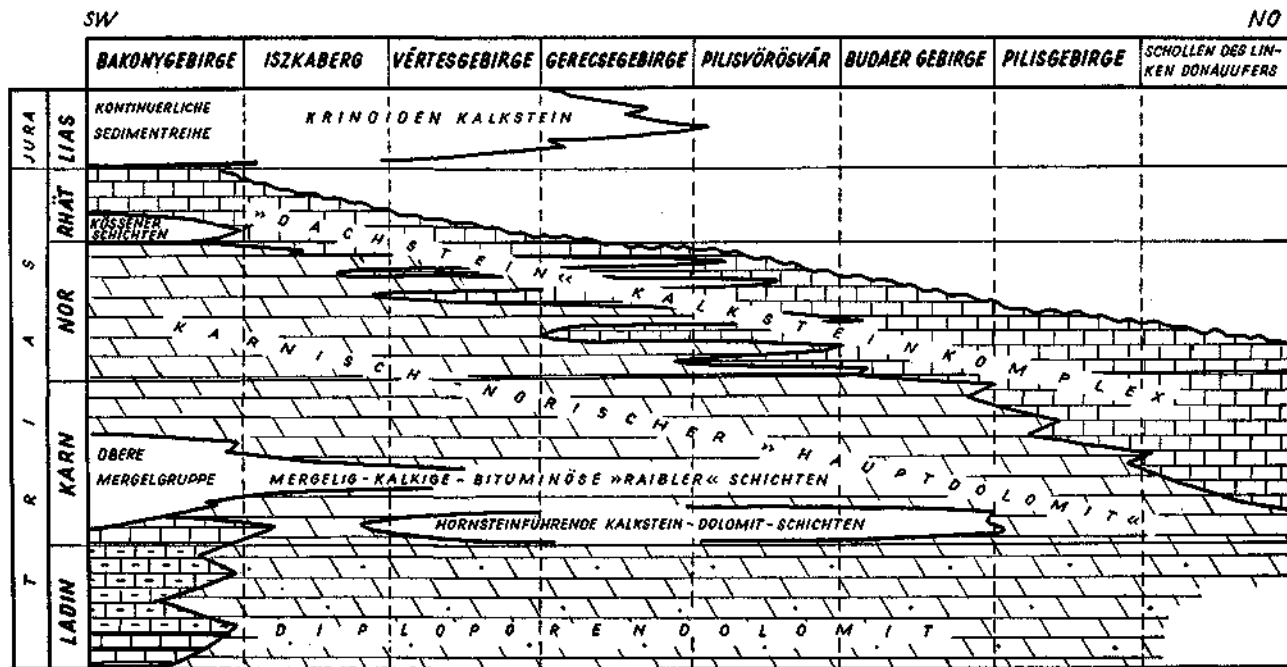 SW
NO
BAKONYGEBIRGE
ISZKABERG
VÉRTESGEBIRGE
GERECSEGEBIRGE
PILISVÖRÖSVÁR
BUDAER GEBIRGE
PILISGEBIRGE
SCHOLLEN DES LIN-
KEN DONAUUFERS
JURA
LIAS
KONTINUERLICHE
SEDIMENTREIHE
KRINOIDEN KALKSTEIN
TRIAS
RHÄT
KÖSSENER
SCHICHTEN
»DACHSTEIN« KALKSTEINKOMPLEX
NOR
KARNISCH-NORISCHER »HAUPTDOLOMIT«
KARN
OBERE
MERGELGRUPPE
MERGELIG-KALKIGE-BITUMINÖSE »RAIBLER« SCHICHTEN
HORNSTEINFÜHRENDE KALKSTEIN-DOLOMIT-SCHICHTEN
LADIN
DIPLOPORENDOLOMIT